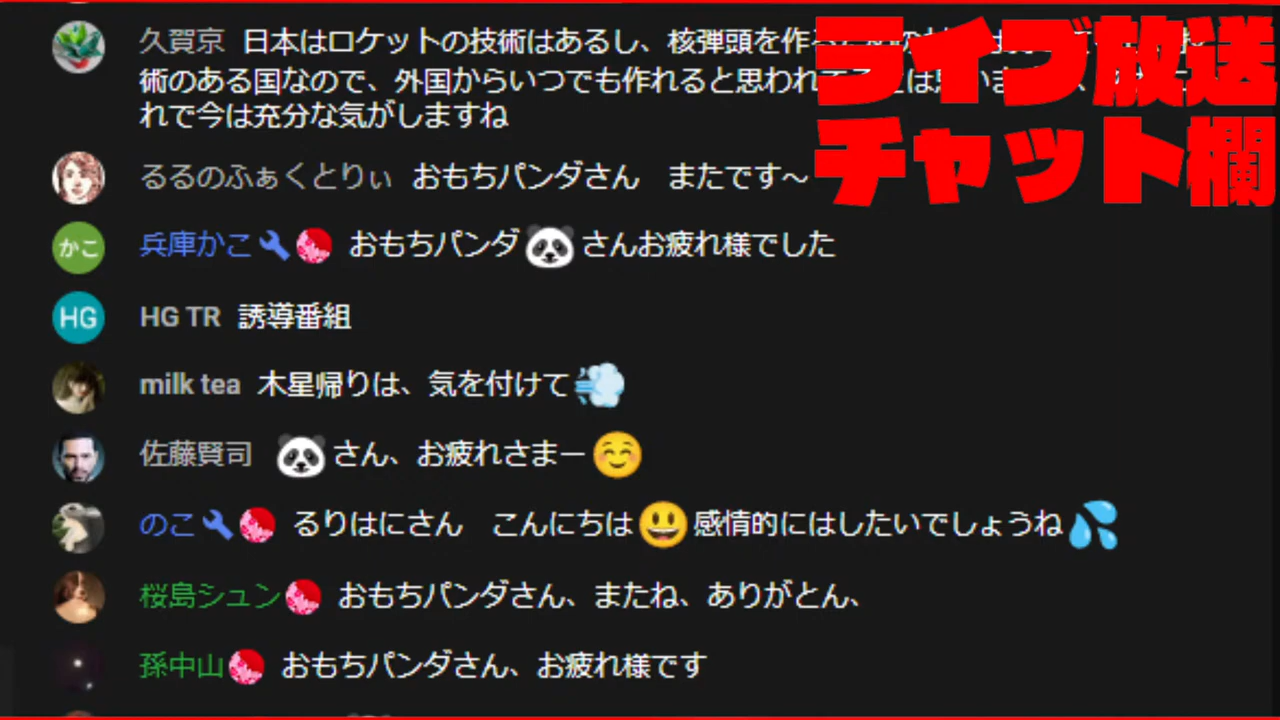 久賀京 日本はロケットの技術はあるし、核弾頭を作
術のある国なので、外国からいつでも作れると思われて
れで今は充分な気がしますね
ライブ放送
チャット欄
るるのふぁくとりぃ おもちパンダさん またです～
かこ 兵庫かこ おもちパンダ🐼さんお疲れ様でした
HG HG TR 誘導番組
milk tea 木星帰りは、気を付けて💨
佐藤賢司 🐼さん、お疲れさまー☺️
のこ るりはにさん こんにちは😃感情的にはしたいでしょうね💦
桜島シュン おもちパンダさん、またね、ありがとん、
孫中山 おもちパンダさん、お疲れ様です